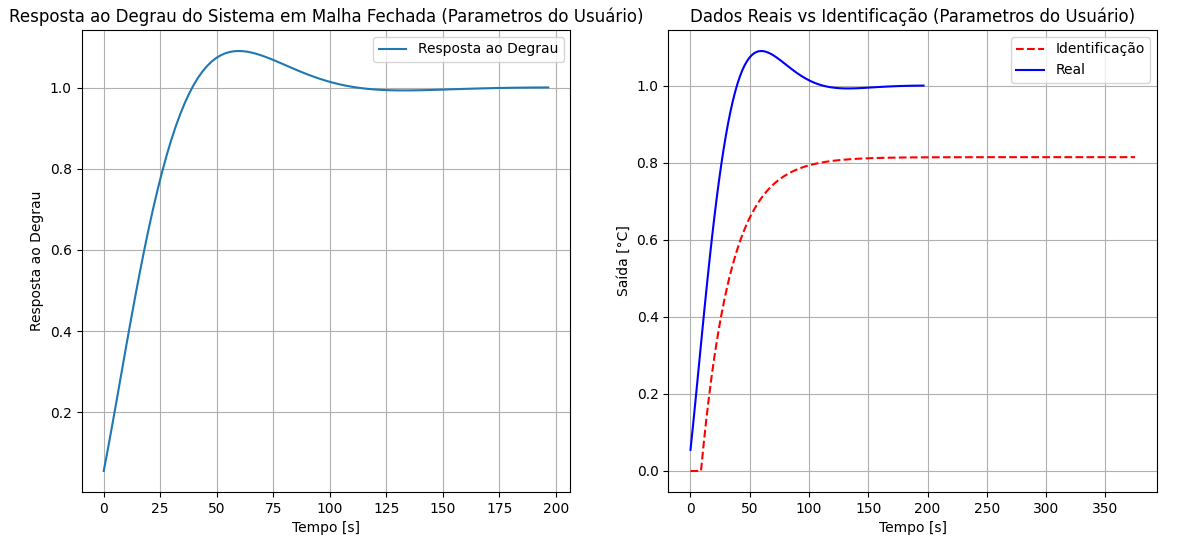 Resposta ao Degrau do Sistema em Malha Fechada (Parametros do Usuário)
Resposta ao Degrau
1.0
0.8
0.6
0.4
0.2
Resposta ao Degrau
0 25 50 75 100 125 150 175 200
Tempo [s]
Dados Reais vs Identificação (Parametros do Usuário)
Identificação
Real
1.0
0.8
0.6
0.4
0.2
0.0
Saída [°C]
0 50 100 150 200 250 300 350
Tempo [s]